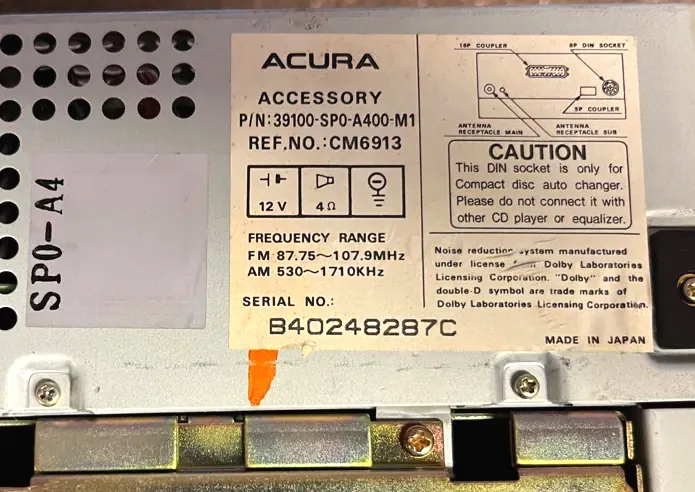 ACURA
ACCESSORY
P/N:39100-SP0-A400-M1
REF.NO.:CM6913
12 V
4 Ω
FREQUENCY RANGE
FM 87.75~107.9MHz
AM 530~1710KHz
SERIAL NO.:
B40248287C
SP0-A4
18P COUPLER
8P DIN SOCKET
5P COUPLER
ANTENNA
RECEPTACLE MAIN
ANTENNA
RECEPTACLE SUB
CAUTION
This DIN socket is only for
Compact disc auto changer.
Please do not connect it with
other CD player or equalizer.
Noise reduction system manufactured
under license from Dolby Laboratories
Licensing Corporation. "Dolby" and the
double-D symbol are trade marks of
Dolby Laboratories Licensing Corporation.
MADE IN JAPAN